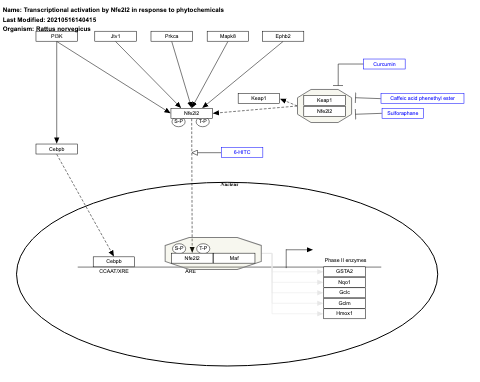 Name: Transcriptional activation by Nfe2l2 in response to phytochemicals
Last Modified: 20210516140415
Organism: Rattus norvegicus
PI3K
Jnk1
Prkca
Mapk8
Ephb2
Curcumin
Keap1
Keap1
Caffeic acid phenethyl ester
Nfe2l2
Nfe2l2
Sulforaphane
S-P
T-P
Cebpb
6-HITC
Nucleus
S-P
T-P
Cebpb
Nfe2l2
Maf
Phase II enzymes
CCAAT/XRE
ARE
GSTA2
Nqo1
Gclc
Gclm
Hmox1